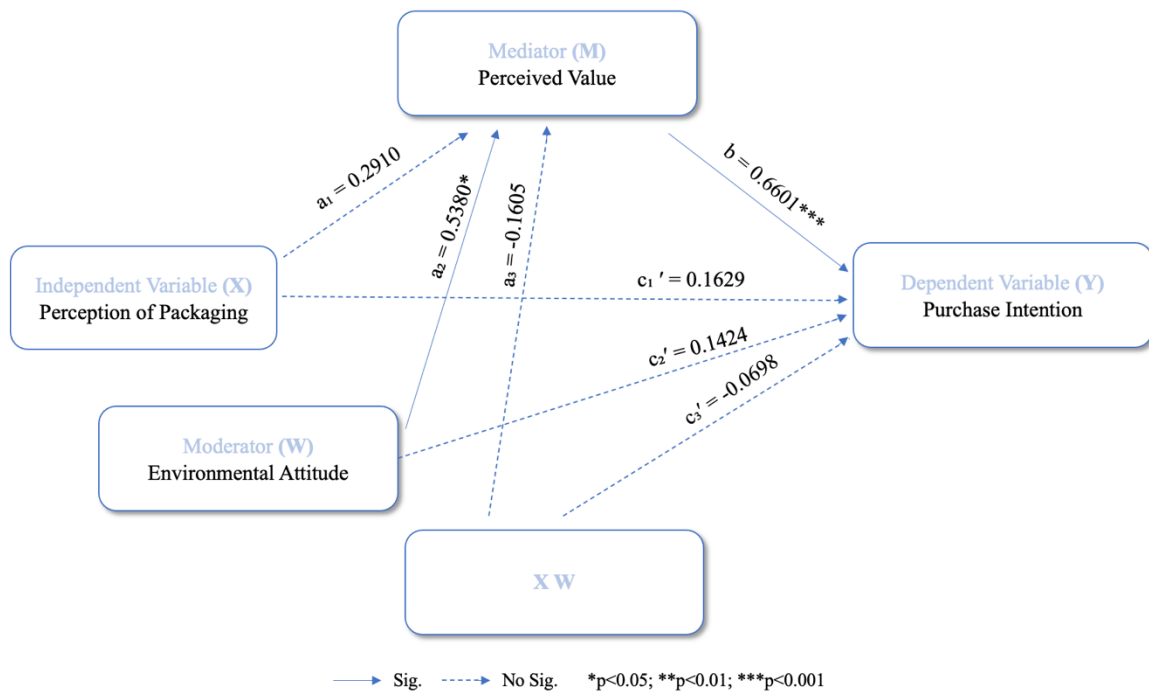 Mediator (M)
Perceived Value
a₁ = 0.2910
a₂ = 0.5380*
a₃ = -0.1605
b = 0.6601***
Independent Variable (X)
Perception of Packaging
c₁′ = 0.1629
Dependent Variable (Y)
Purchase Intention
c₂′ = 0.1424
c₃′ = -0.0698
Moderator (W)
Environmental Attitude
X W
Sig. No Sig. *p<0.05; **p<0.01; ***p<0.001